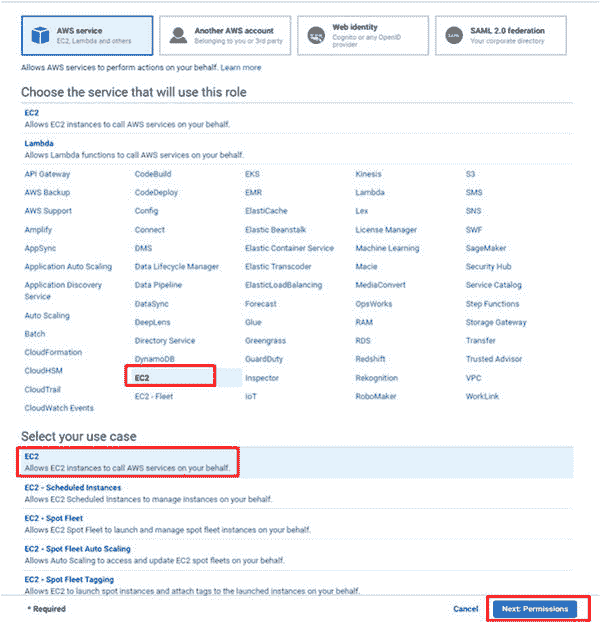 AWS service
EC2, Lambda and others
Another AWS account
Belonging to you or 3rd party
Web identity
Cognito or any OpenID
provider
SAML 2.0 federation
Your corporate directory
Allows AWS services to perform actions on your behalf. Learn more
Choose the service that will use this role
EC2
Allows EC2 instances to call AWS services on your behalf.
Lambda
Allows Lambda functions to call AWS services on your behalf.
API Gateway CodeBuild EKS Kinesis S3
AWS Backup CodeDeploy EMR Lambda SMS
AWS Support Config ElastiCache Lex SNS
Amplify Connect Elastic Beanstalk License Manager SWF
AppSync DMS Elastic Container Service Machine Learning SageMaker
Application Auto Scaling Data Lifecycle Manager Elastic Transcoder Macie Security Hub
Application Discovery Data Pipeline ElasticLoadBalancing MediaConvert Service Catalog
Service DataSync Forecast OpsWorks Step Functions
Auto Scaling DeepLens Glue RAM Storage Gateway
Batch Directory Service Greengrass RDS Transfer
CloudFormation DynamoDB GuardDuty Redshift Trusted Advisor
CloudHSM EC2 Inspector Rekognition VPC
CloudTrail EC2 - Fleet IoT RoboMaker WorkLink
CloudWatch Events
Select your use case
EC2
Allows EC2 instances to call AWS services on your behalf.
EC2 - Scheduled Instances
Allows EC2 Scheduled Instances to manage instances on your behalf.
EC2 - Spot Fleet
Allows EC2 Spot Fleet to launch and manage spot fleet instances on your behalf.
EC2 - Spot Fleet Auto Scaling
Allows Auto Scaling to access and update EC2 spot fleets on your behalf.
EC2 - Spot Fleet Tagging
Allows EC2 to launch spot instances and attach tags to the launched instances on your behalf.
* Required
Cancel
Next: Permissions